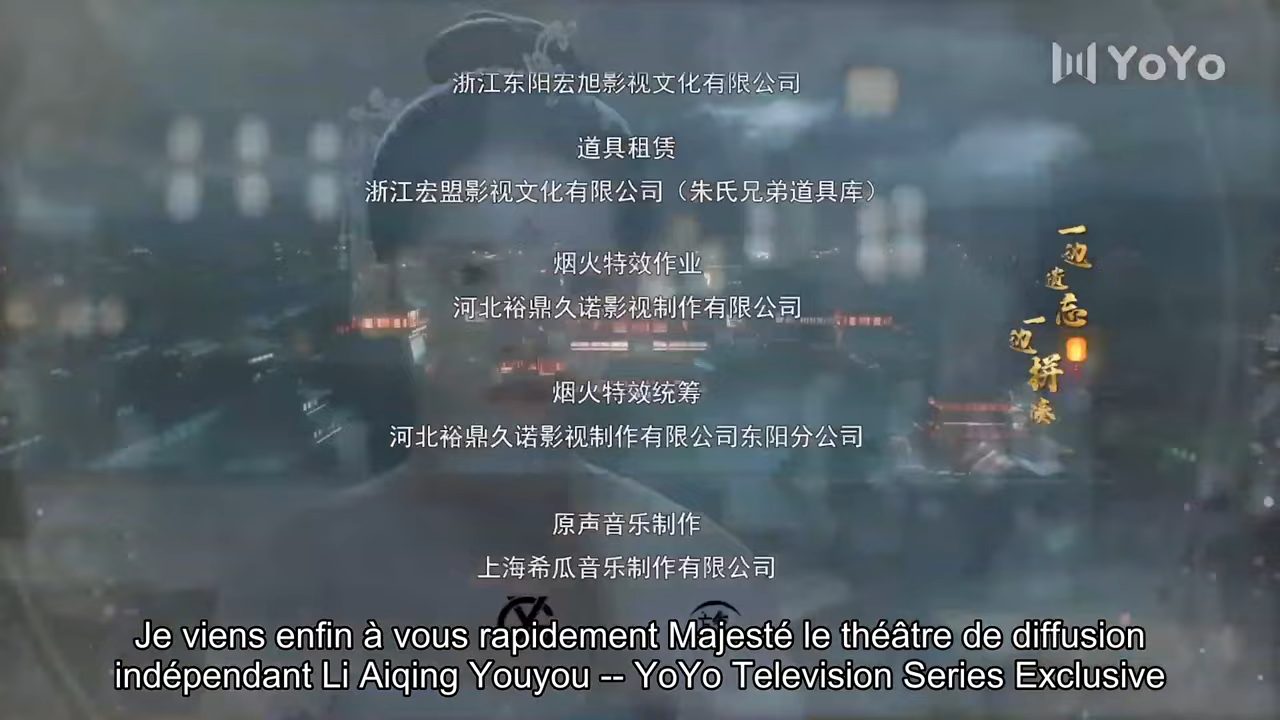 YoYo
浙江东阳宏旭影视文化有限公司
道具租赁
浙江宏盟影视文化有限公司（朱氏兄弟道具库）
烟火特效作业
河北裕鼎久诺影视制作有限公司
烟火特效统筹
河北裕鼎久诺影视制作有限公司东阳分公司
原声音乐制作
上海希瓜音乐制作有限公司
一边遗忘
一边拼凑
Je viens enfin à vous rapidement Majesté le théâtre de diffusion
indépendant Li Aiqing Youyou -- YoYo Television Series Exclusive